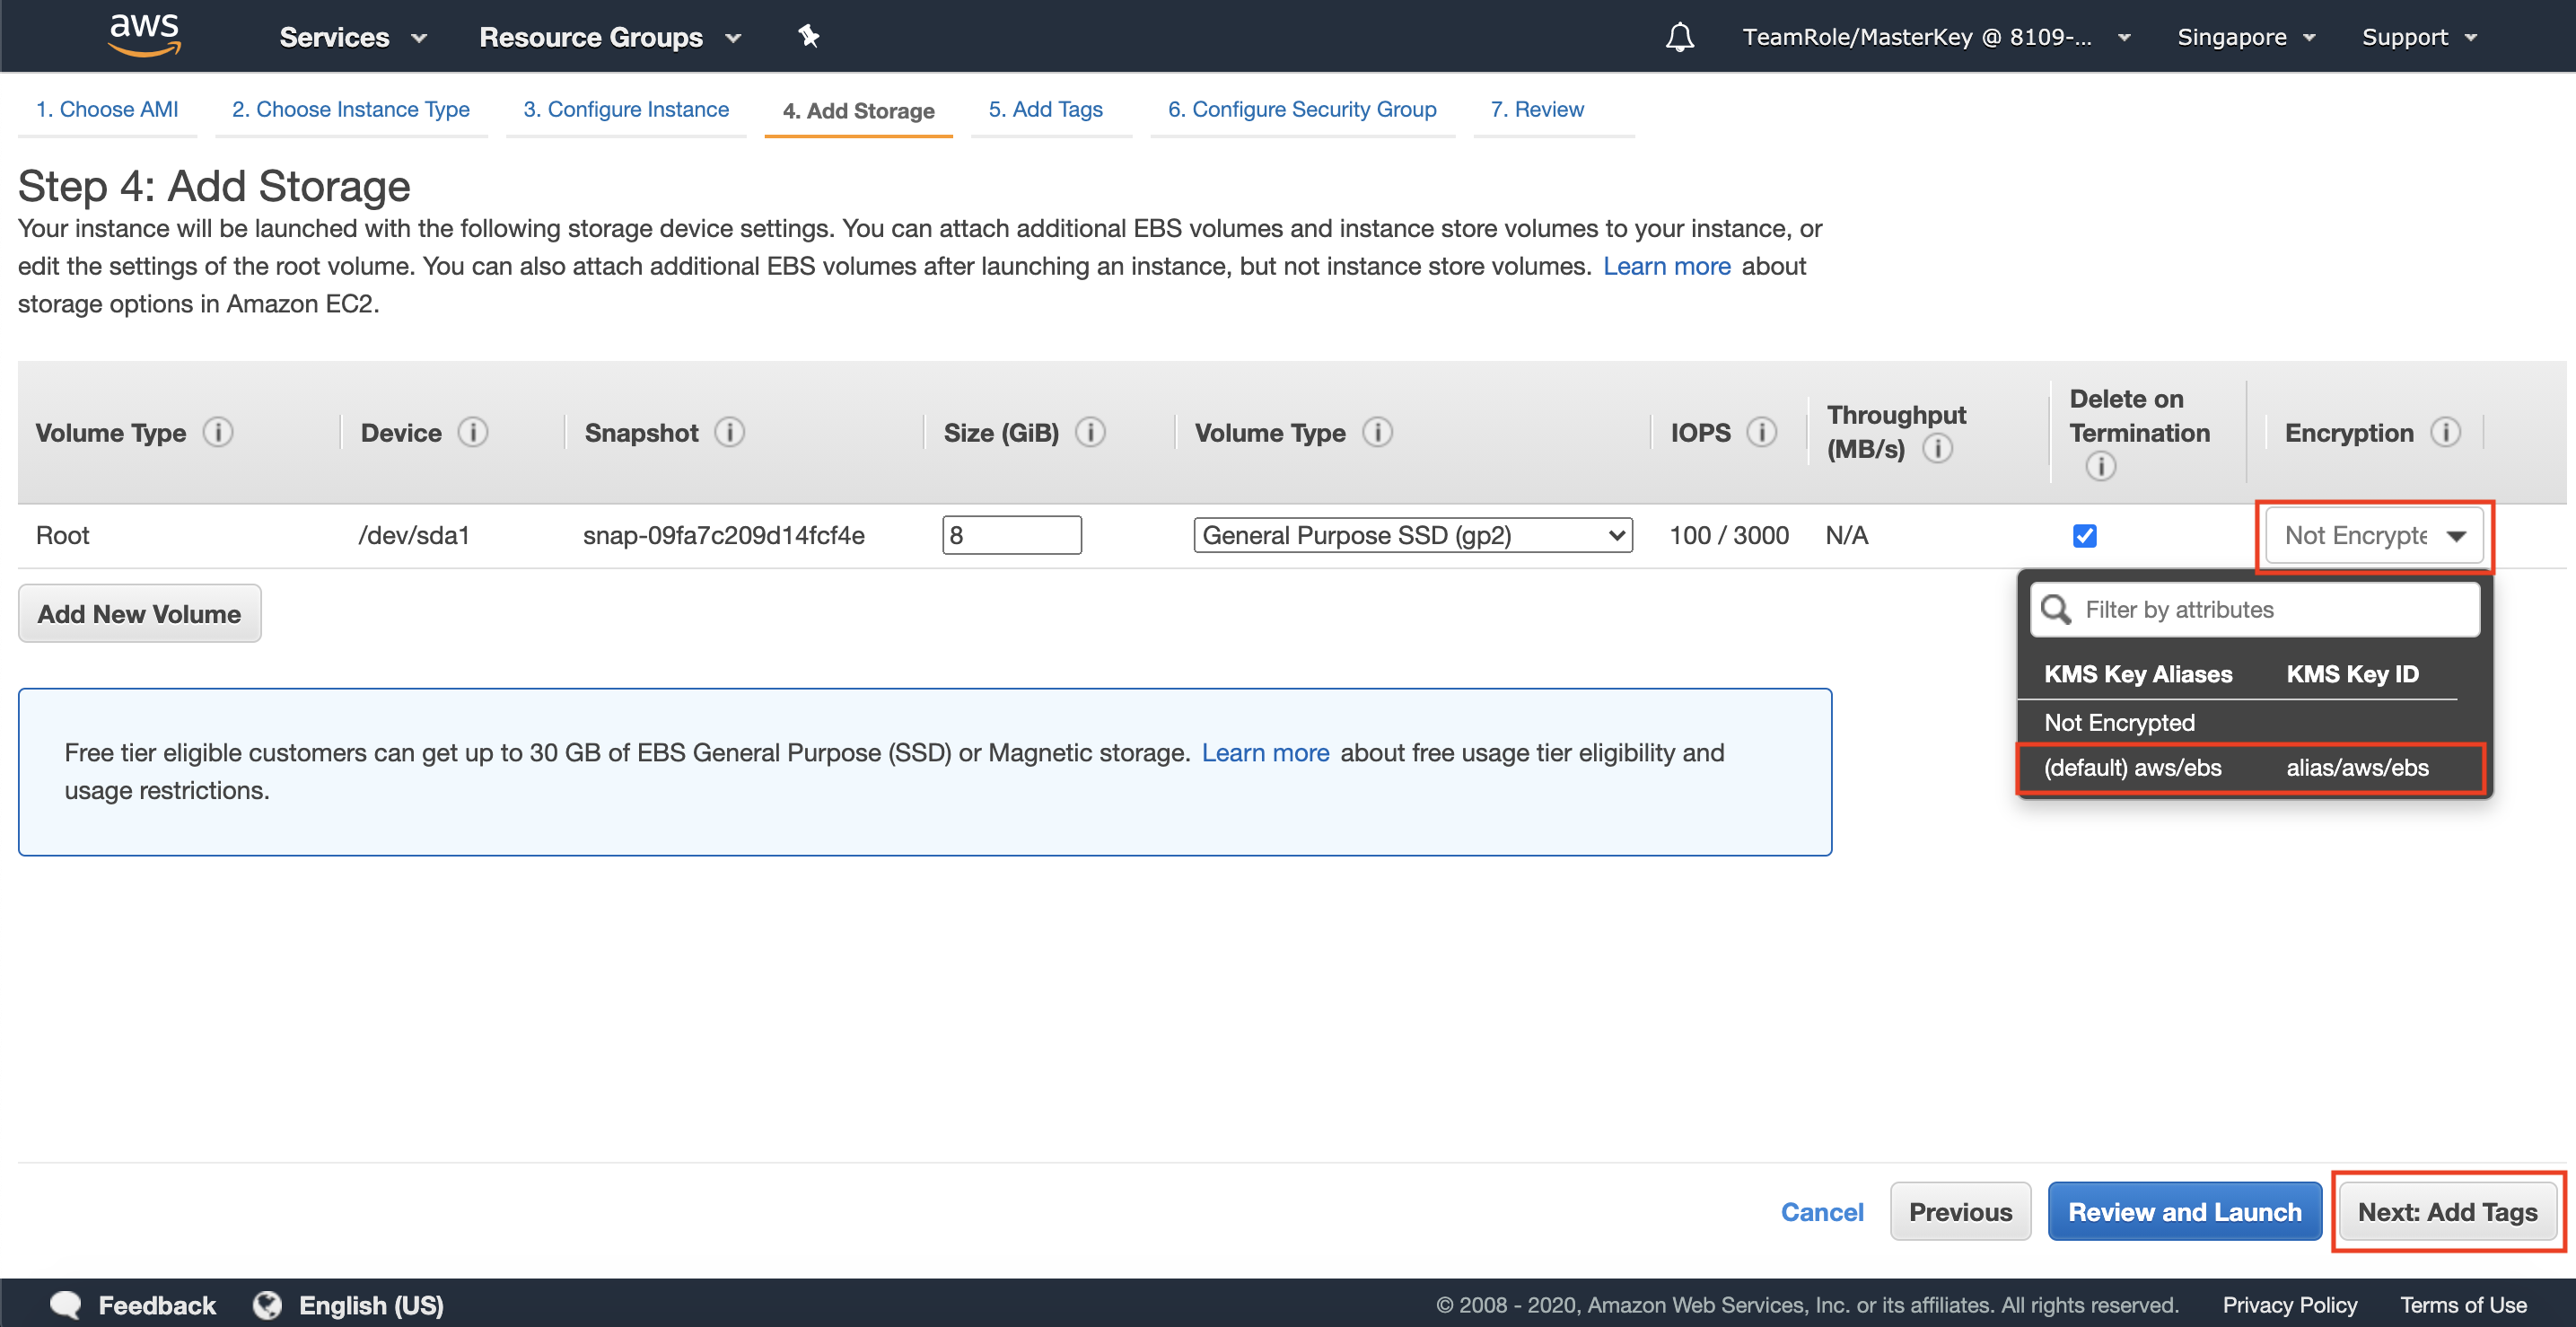 aws Services Resource Groups TeamRole/MasterKey @ 8109-... Singapore Support
1. Choose AMI 2. Choose Instance Type 3. Configure Instance 4. Add Storage 5. Add Tags 6. Configure Security Group 7. Review
Step 4: Add Storage
Your instance will be launched with the following storage device settings. You can attach additional EBS volumes and instance store volumes to your instance, or
edit the settings of the root volume. You can also attach additional EBS volumes after launching an instance, but not instance store volumes. Learn more about
storage options in Amazon EC2.
Volume Type i Device i Snapshot i Size (GiB) i Volume Type i IOPS i Throughput (MB/s) i Delete on Termination i Encryption i
Root /dev/sda1 snap-09fa7c209d14fcf4e 8 General Purpose SSD (gp2) 100 / 3000 N/A Not Encrypte
Add New Volume
Filter by attributes
KMS Key Aliases KMS Key ID
Not Encrypted
(default) aws/ebs alias/aws/ebs
Free tier eligible customers can get up to 30 GB of EBS General Purpose (SSD) or Magnetic storage. Learn more about free usage tier eligibility and
usage restrictions.
Cancel Previous Review and Launch Next: Add Tags
Feedback English (US) © 2008 - 2020, Amazon Web Services, Inc. or its affiliates. All rights reserved. Privacy Policy Terms of Use